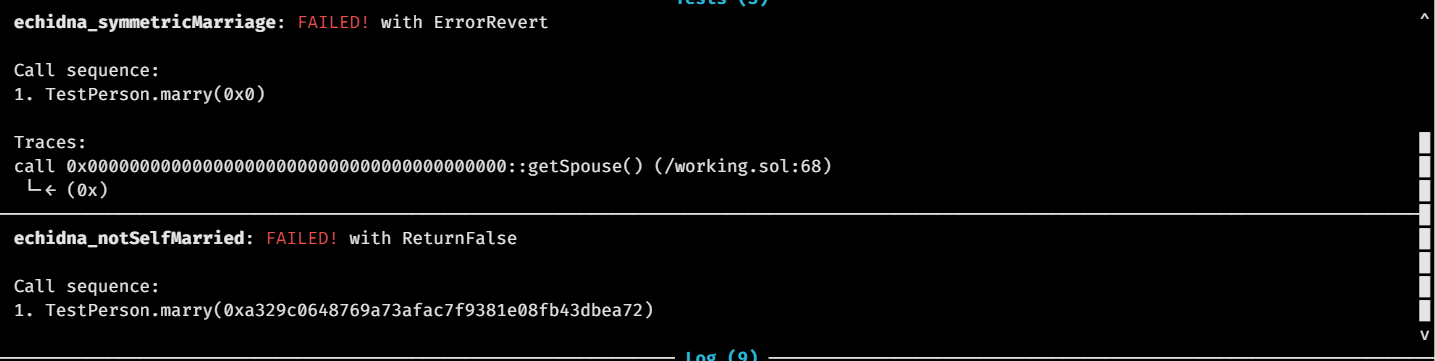 Tests (3)
echidna_symmetricMarriage: FAILED! with ErrorRevert
^
Call sequence:
1. TestPerson.marry(0x0)
Traces:
call 0x0000000000000000000000000000000000000000::getSpouse() (/working.sol:68)
└╴← (0x)
echidna_notSelfMarried: FAILED! with ReturnFalse
Call sequence:
1. TestPerson.marry(0xa329c0648769a73afac7f9381e08fb43dbea72)
v
Log (9)